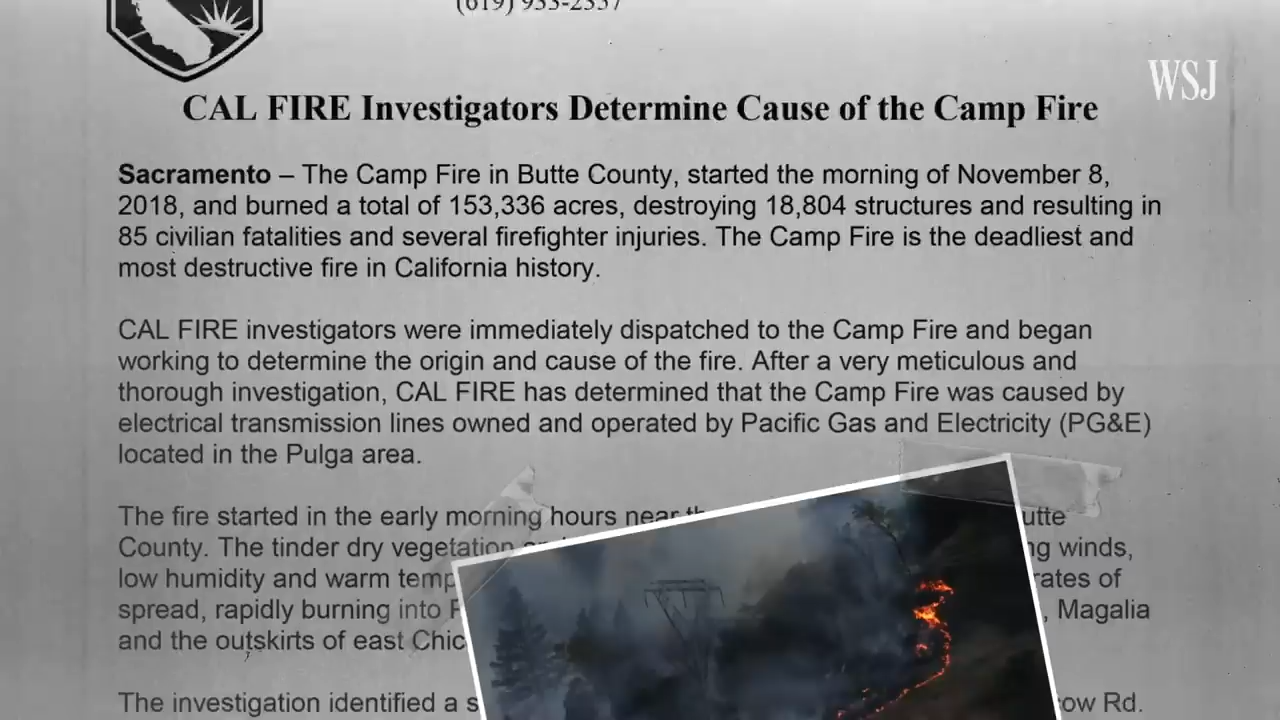 (619) 933-2357
WSJ
CAL FIRE Investigators Determine Cause of the Camp Fire
Sacramento – The Camp Fire in Butte County, started the morning of November 8,
2018, and burned a total of 153,336 acres, destroying 18,804 structures and resulting in
85 civilian fatalities and several firefighter injuries. The Camp Fire is the deadliest and
most destructive fire in California history.
CAL FIRE investigators were immediately dispatched to the Camp Fire and began
working to determine the origin and cause of the fire. After a very meticulous and
thorough investigation, CAL FIRE has determined that the Camp Fire was caused by
electrical transmission lines owned and operated by Pacific Gas and Electricity (PG&E)
located in the Pulga area.
The fire started in the early morning hours near
County. The tinder dry vegetation winds,
low humidity and warm rates of
spread, rapidly burning into , Magalia
and the outskirts of east
The investigation identified a Rd.